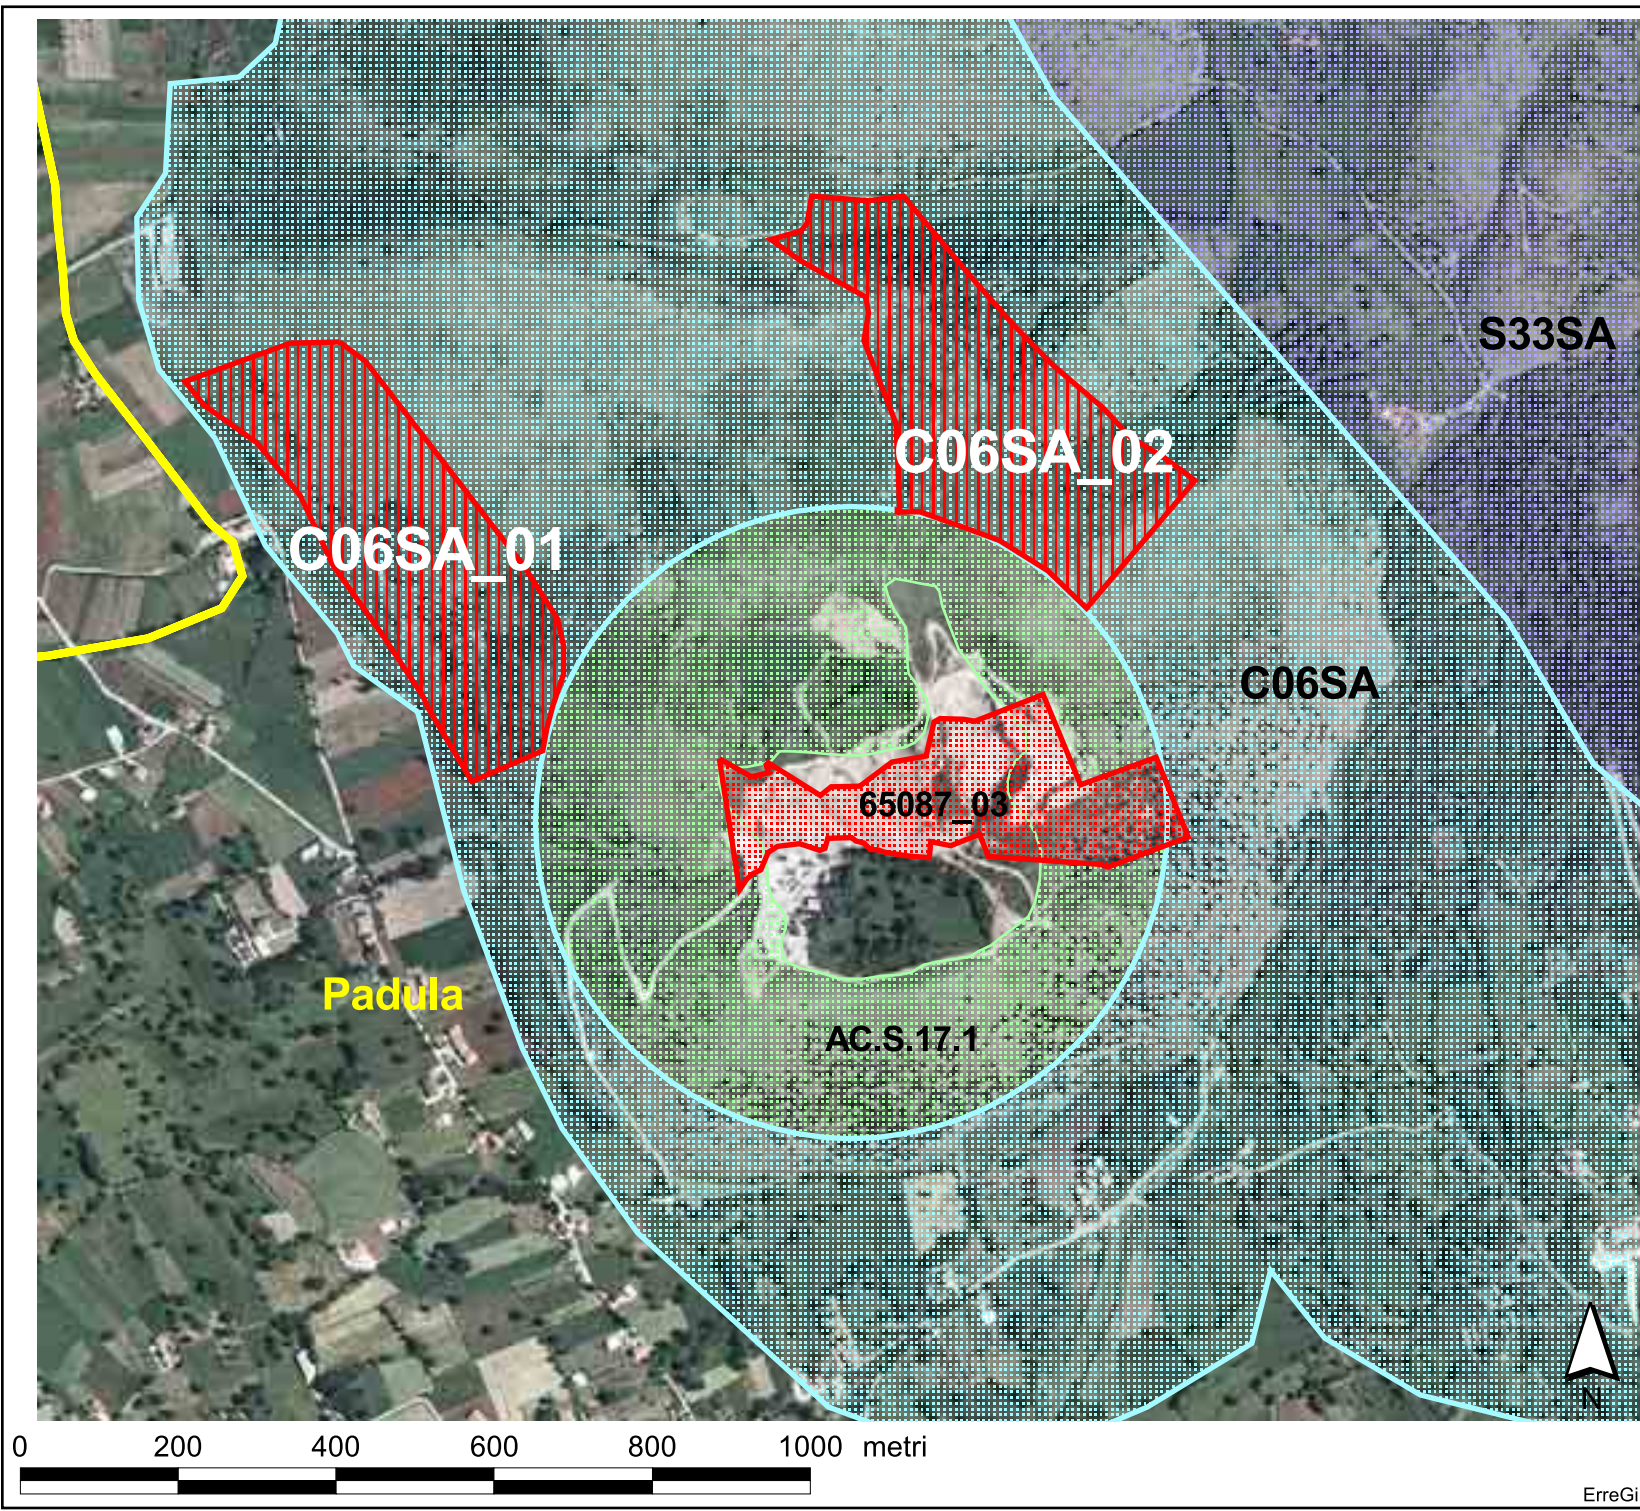 S33SA
C06SA_02
C06SA_01
C06SA
65087_03
Padula
AC.S.17.1
N
0 200 400 600 800 1000 metri
ErreGi